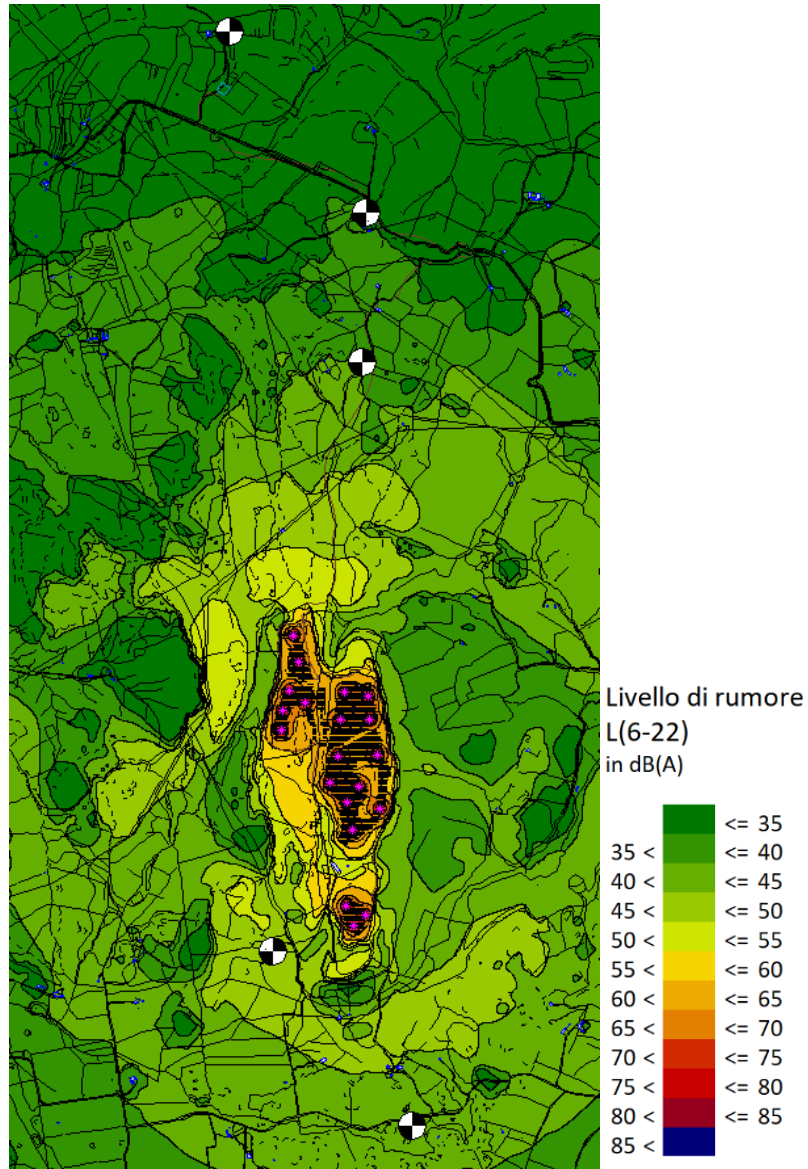 Livello di rumore
L(6-22)
in dB(A)
<= 35
35 < <= 40
40 < <= 45
45 < <= 50
50 < <= 55
55 < <= 60
60 < <= 65
65 < <= 70
70 < <= 75
75 < <= 80
80 < <= 85
85 <